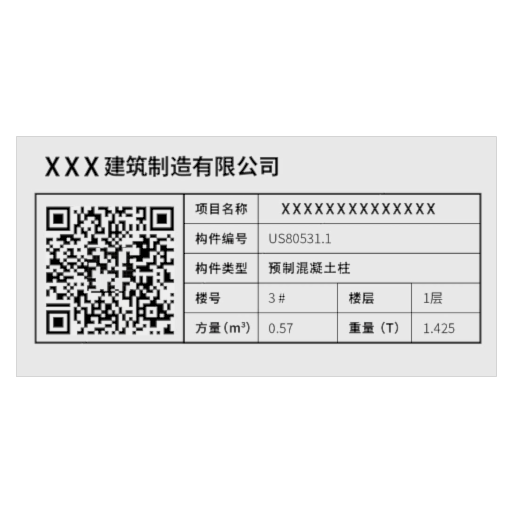 XXX建筑制造有限公司
项目名称 XXXXXXXXXXXXXX
构件编号 US80531.1
构件类型 预制混凝土柱
楼号 3# 楼层 1层
方量(m³) 0.57 重量 (T) 1.425